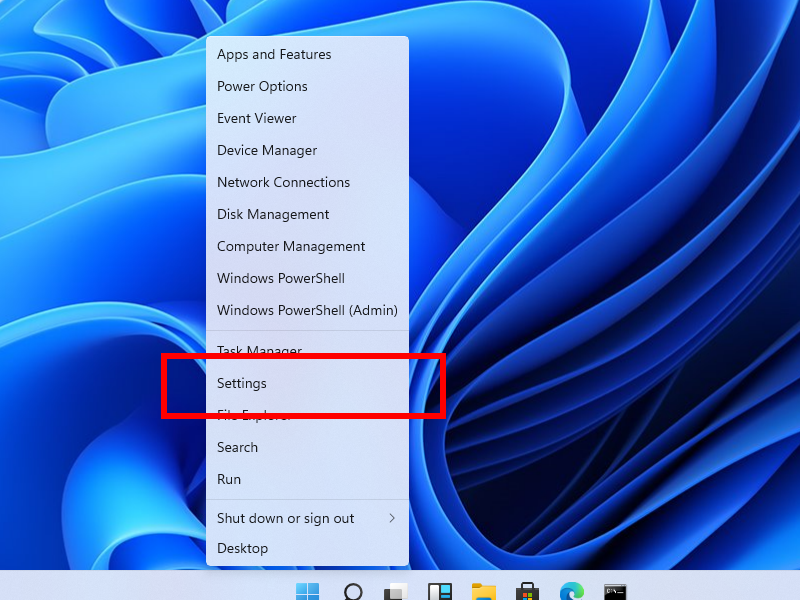 Apps and Features
Power Options
Event Viewer
Device Manager
Network Connections
Disk Management
Computer Management
Windows PowerShell
Windows PowerShell (Admin)
Task Manager
Settings
File Explorer
Search
Run
Shut down or sign out
Desktop